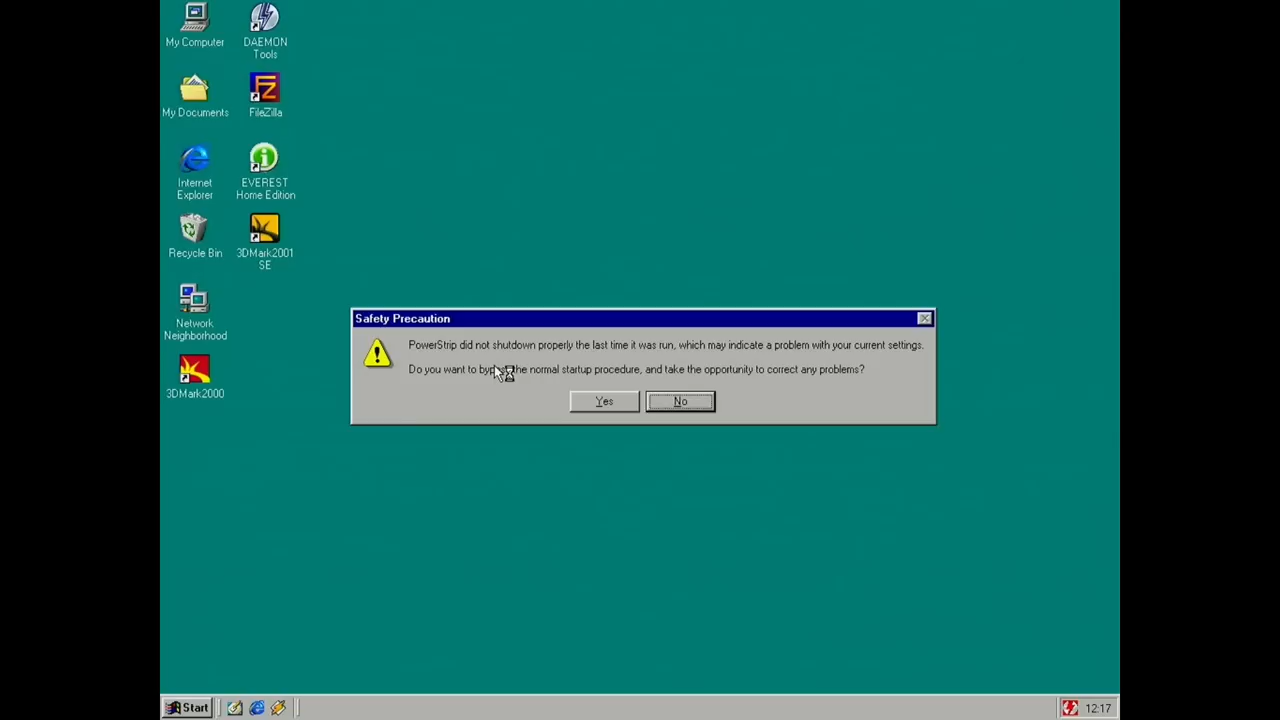 My Computer
DAEMON
Tools
My Documents
FileZilla
Internet
Explorer
EVEREST
Home Edition
Recycle Bin
3DMark2001
SE
Network
Neighborhood
3DMark2000
Safety Precaution
PowerStrip did not shutdown properly the last time it was run, which may indicate a problem with your current settings.
Do you want to the normal startup procedure, and take the opportunity to correct any problems?
Yes
No
Start
12:17